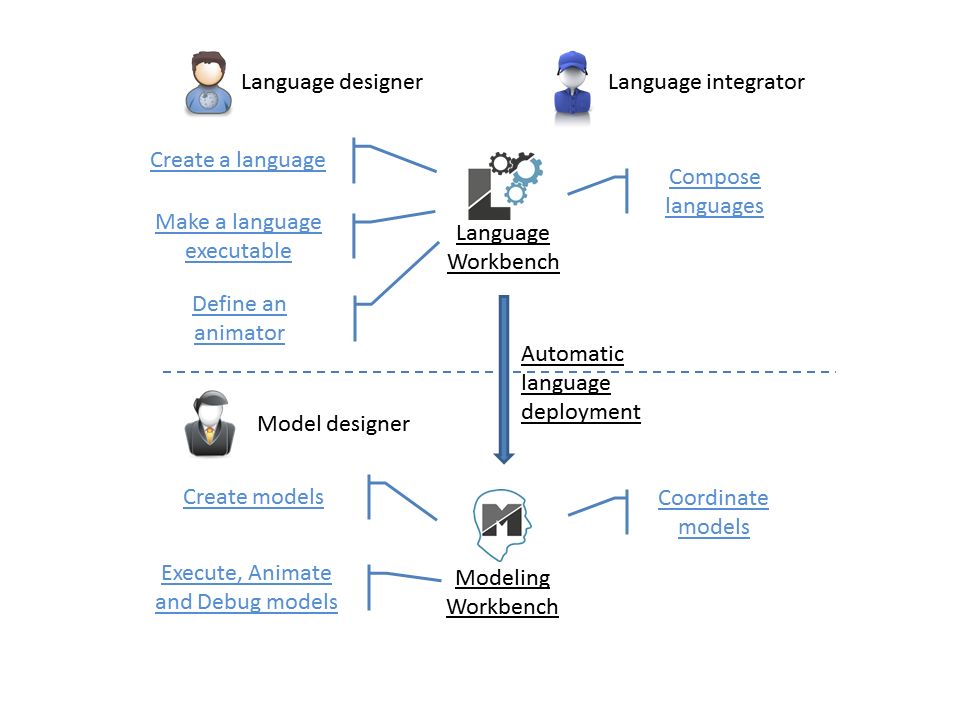 Language designer
Language integrator
Create a language
Compose
languages
Make a language
executable
Language
Workbench
Define an
animator
Automatic
language
deployment
Model designer
Create models
Coordinate
models
M
Execute, Animate
and Debug models
Modeling
Workbench